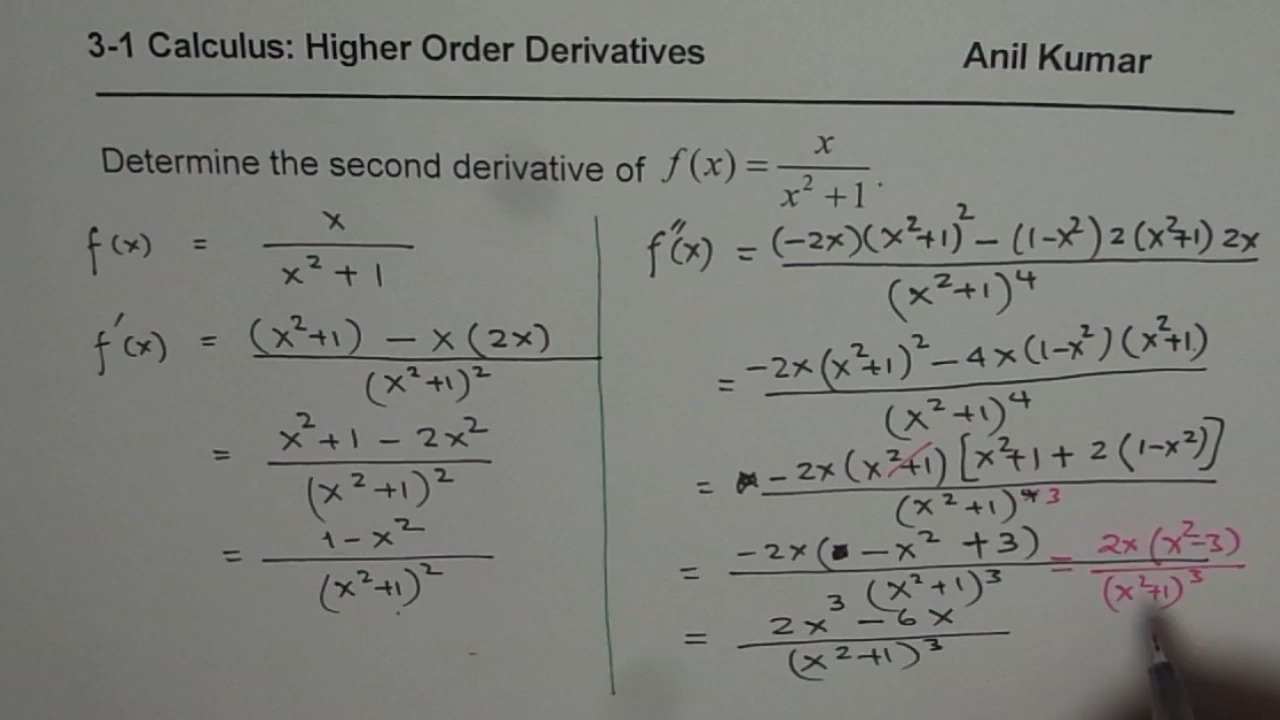 3-1 Calculus: Higher Order Derivatives Anil Kumar
Determine the second derivative of f(x) = x / (x² + 1).
f(x) = x / (x² + 1)
f'(x) = ((x²+1) − x(2x)) / (x²+1)²
= (x²+1 − 2x²) / (x²+1)²
= (1−x²) / (x²+1)²
f''(x) = ((−2x)(x²+1)² − (1−x²)2(x²+1)2x) / (x²+1)⁴
= (−2x(x²+1)² − 4x(1−x²)(x²+1)) / (x²+1)⁴
= −2x(x²+1)[x²+1 + 2(1−x²)] / (x²+1)⁴ 3
= −2x(−x² + 3) / (x²+1)³ = 2x(x²−3) / (x²+1)³
= (2x³ − 6x) / (x²+1)³